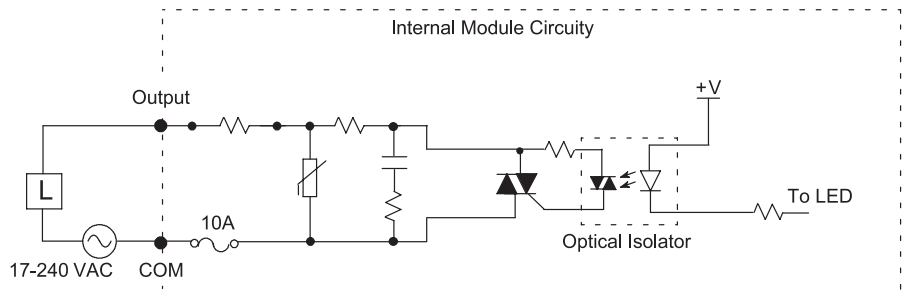 Internal Module Circuity
+V
Output
L
10A
To LED
Optical Isolator
17-240 VAC
COM